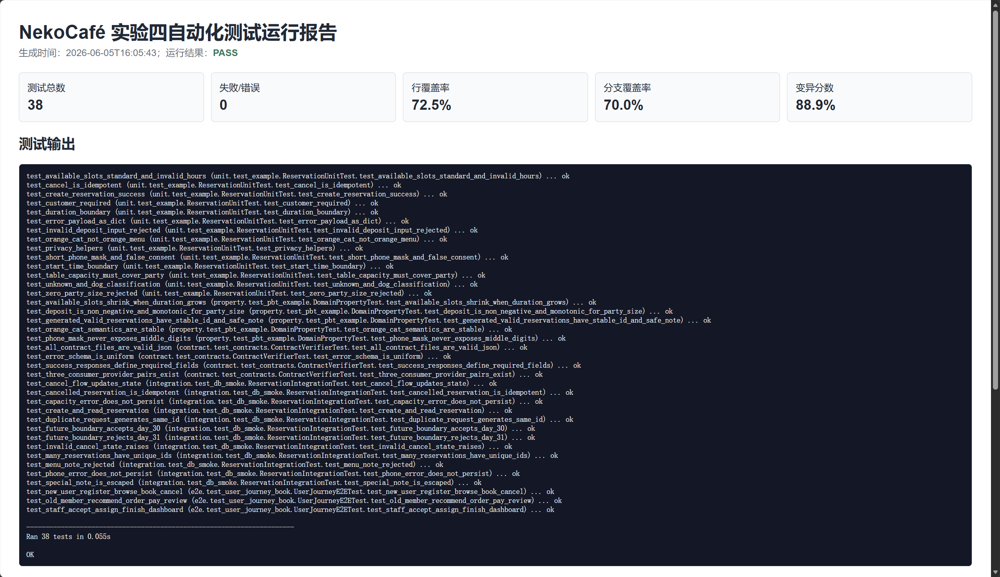 NekoCafé 实验四自动化测试运行报告
生成时间：2026-06-05T16:05:43；运行结果：PASS
测试总数
38
失败/错误
0
行覆盖率
72.5%
分支覆盖率
70.0%
变异分数
88.9%
测试输出
test_available_slots_standard_and_invalid_hours (unit.test_example.ReservationUnitTest.test_available_slots_standard_and_invalid_hours) ... ok
test_cancel_is_idempotent (unit.test_example.ReservationUnitTest.test_cancel_is_idempotent) ... ok
test_create_reservation_success (unit.test_example.ReservationUnitTest.test_create_reservation_success) ... ok
test_customer_required (unit.test_example.ReservationUnitTest.test_customer_required) ... ok
test_duration_boundary (unit.test_example.ReservationUnitTest.test_duration_boundary) ... ok
test_error_payload_as_dict (unit.test_example.ReservationUnitTest.test_error_payload_as_dict) ... ok
test_invalid_deposit_input_rejected (unit.test_example.ReservationUnitTest.test_invalid_deposit_input_rejected) ... ok
test_orange_cat_not_orange_menu (unit.test_example.ReservationUnitTest.test_orange_cat_not_orange_menu) ... ok
test_privacy_helpers (unit.test_example.ReservationUnitTest.test_privacy_helpers) ... ok
test_short_phone_mask_and_false_consent (unit.test_example.ReservationUnitTest.test_short_phone_mask_and_false_consent) ... ok
test_start_time_boundary (unit.test_example.ReservationUnitTest.test_start_time_boundary) ... ok
test_table_capacity_must_cover_party (unit.test_example.ReservationUnitTest.test_table_capacity_must_cover_party) ... ok
test_unknown_and_dog_classification (unit.test_example.ReservationUnitTest.test_unknown_and_dog_classification) ... ok
test_zero_party_size_rejected (unit.test_example.ReservationUnitTest.test_zero_party_size_rejected) ... ok
test_available_slots_shrink_when_duration_grows (property.test_pbt_example.DomainPropertyTest.test_available_slots_shrink_when_duration_grows) ... ok
test_deposit_is_non_negative_and_monotonic_for_party_size (property.test_pbt_example.DomainPropertyTest.test_deposit_is_non_negative_and_monotonic_for_party_size) ... ok
test_generated_valid_reservations_have_stable_id_and_safe_note (property.test_pbt_example.DomainPropertyTest.test_generated_valid_reservations_have_stable_id_and_safe_note) ... ok
test_orange_cat_semantics_are_stable (property.test_pbt_example.DomainPropertyTest.test_orange_cat_semantics_are_stable) ... ok
test_phone_mask_never_exposes_middle_digits (property.test_pbt_example.DomainPropertyTest.test_phone_mask_never_exposes_middle_digits) ... ok
test_all_contract_files_are_valid_json (contract.test_contracts.ContractVerifierTest.test_all_contract_files_are_valid_json) ... ok
test_error_schema_is_uniform (contract.test_contracts.ContractVerifierTest.test_error_schema_is_uniform) ... ok
test_success_responses_define_required_fields (contract.test_contracts.ContractVerifierTest.test_success_responses_define_required_fields) ... ok
test_three_consumer_provider_pairs_exist (contract.test_contracts.ContractVerifierTest.test_three_consumer_provider_pairs_exist) ... ok
test_cancel_flow_updates_state (integration.test_db_smoke.ReservationIntegrationTest.test_cancel_flow_updates_state) ... ok
test_cancelled_reservation_is_idempotent (integration.test_db_smoke.ReservationIntegrationTest.test_cancelled_reservation_is_idempotent) ... ok
test_capacity_error_does_not_persist (integration.test_db_smoke.ReservationIntegrationTest.test_capacity_error_does_not_persist) ... ok
test_create_and_read_reservation (integration.test_db_smoke.ReservationIntegrationTest.test_create_and_read_reservation) ... ok
test_duplicate_request_generates_same_id (integration.test_db_smoke.ReservationIntegrationTest.test_duplicate_request_generates_same_id) ... ok
test_future_boundary_accepts_day_30 (integration.test_db_smoke.ReservationIntegrationTest.test_future_boundary_accepts_day_30) ... ok
test_future_boundary_rejects_day_31 (integration.test_db_smoke.ReservationIntegrationTest.test_future_boundary_rejects_day_31) ... ok
test_invalid_cancel_state_raises (integration.test_db_smoke.ReservationIntegrationTest.test_invalid_cancel_state_raises) ... ok
test_many_reservations_have_unique_ids (integration.test_db_smoke.ReservationIntegrationTest.test_many_reservations_have_unique_ids) ... ok
test_menu_note_rejected (integration.test_db_smoke.ReservationIntegrationTest.test_menu_note_rejected) ... ok
test_phone_error_does_not_persist (integration.test_db_smoke.ReservationIntegrationTest.test_phone_error_does_not_persist) ... ok
test_special_note_is_escaped (integration.test_db_smoke.ReservationIntegrationTest.test_special_note_is_escaped) ... ok
test_new_user_register_browse_book_cancel (e2e.test_user_journey_book.UserJourneyE2ETest.test_new_user_register_browse_book_cancel) ... ok
test_old_member_recommend_order_pay_review (e2e.test_user_journey_book.UserJourneyE2ETest.test_old_member_recommend_order_pay_review) ... ok
test_staff_accept_assign_finish_dashboard (e2e.test_user_journey_book.UserJourneyE2ETest.test_staff_accept_assign_finish_dashboard) ... ok
----------------------------------------------------------------------
Ran 38 tests in 0.055s
OK